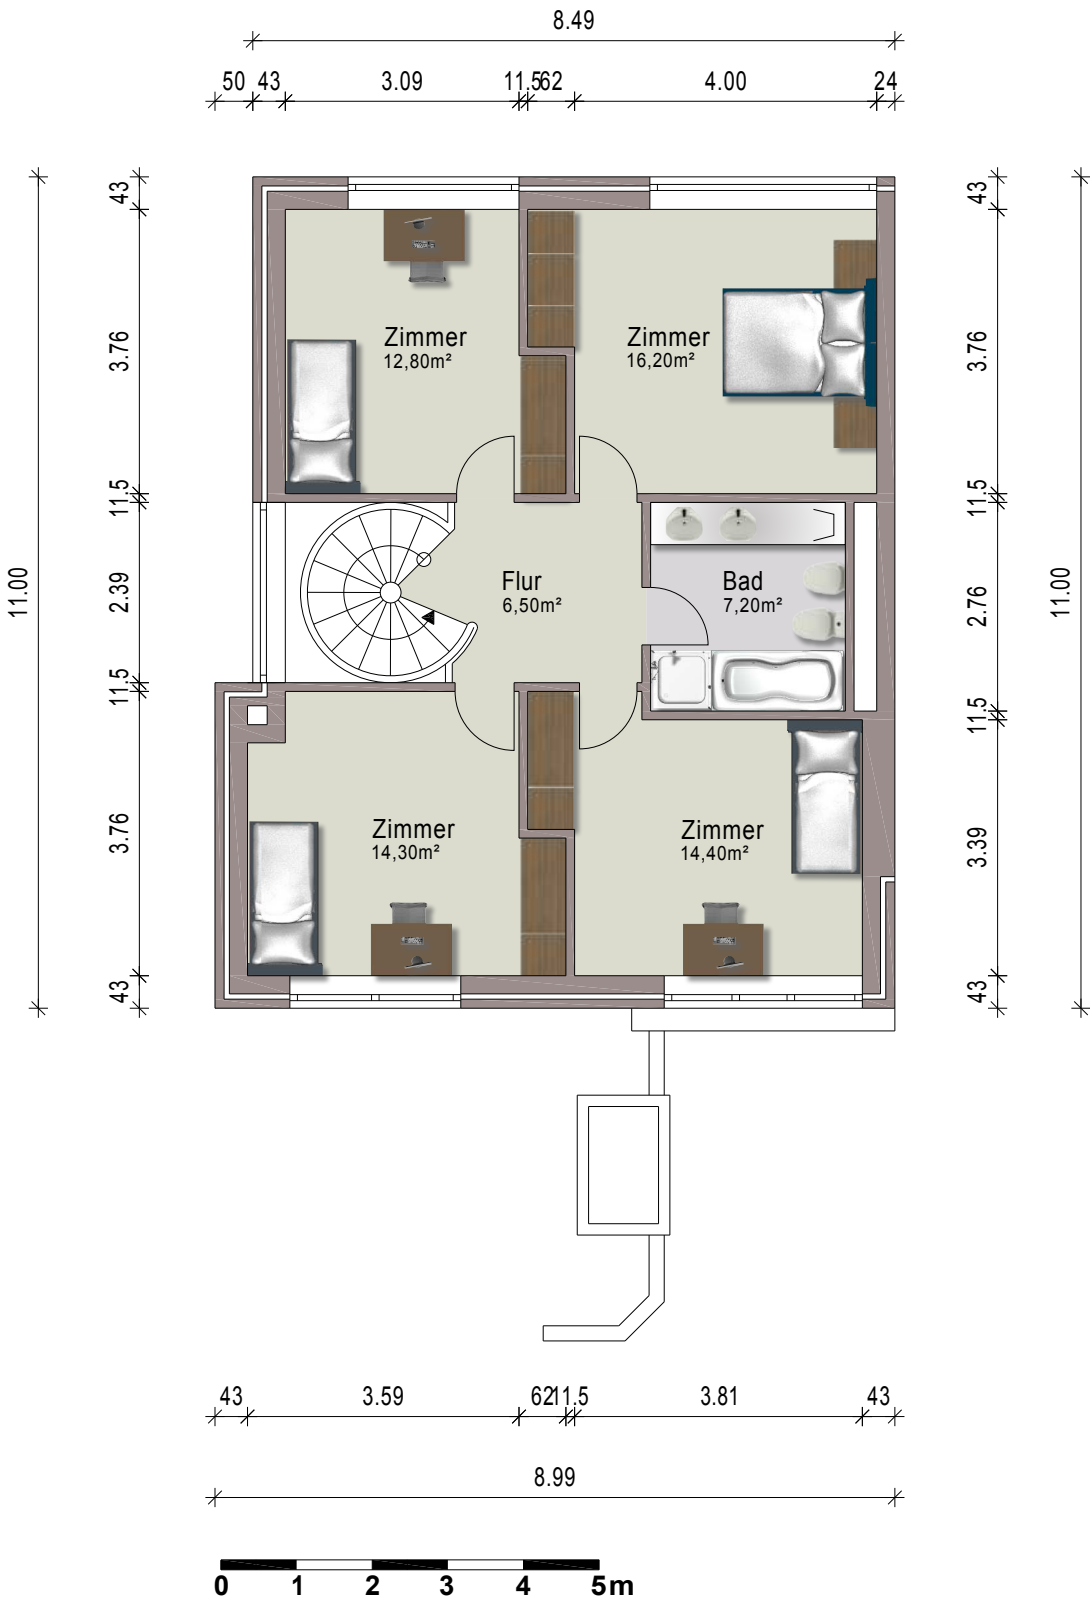 8.49
50 43 3.09 11.5 62 4.00 24
43 43
Zimmer Zimmer
12,80m² 16,20m²
3.76 3.76
11.5 11.5
11.00 2.39 Flur Bad 2.76 11.00
6,50m² 7,20m²
11.5 11.5
Zimmer Zimmer
14,30m² 14,40m²
3.76 3.39
43 43
43 3.59 62 11.5 3.81 43
8.99
0 1 2 3 4 5m